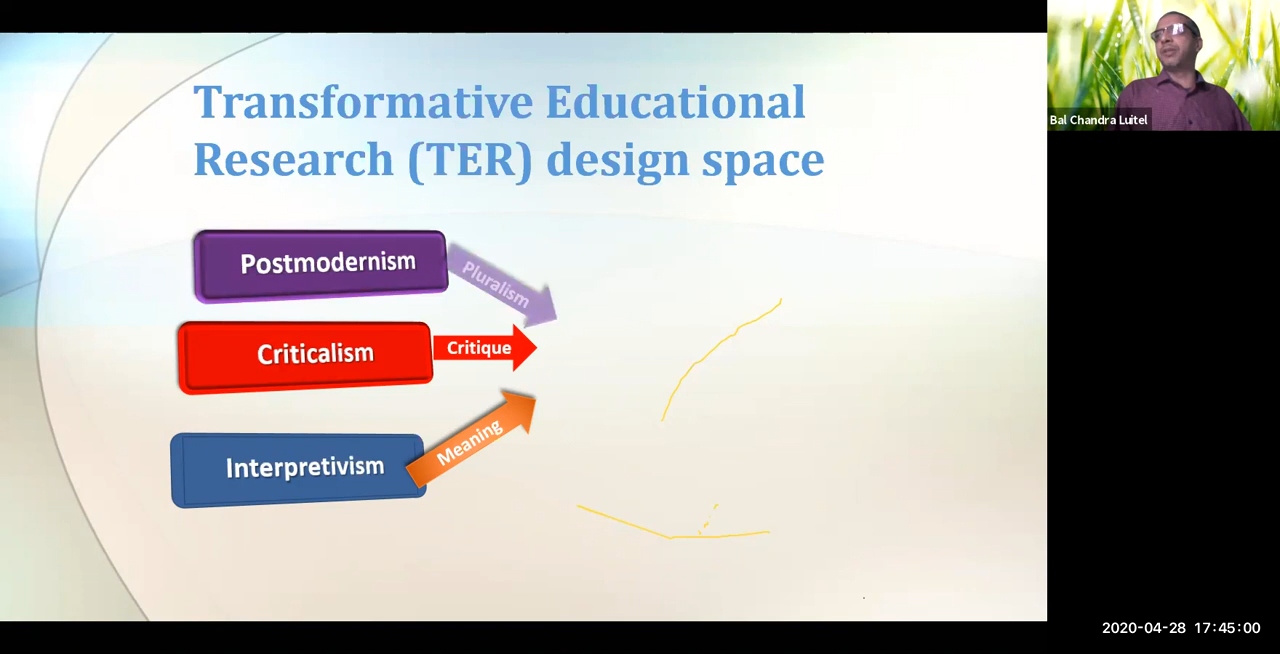 Transformative Educational
Research (TER) design space
Postmodernism
Pluralism
Criticalism
Critique
Interpretivism
Meaning
Bal Chandra Luitel
2020-04-28 17:45:00